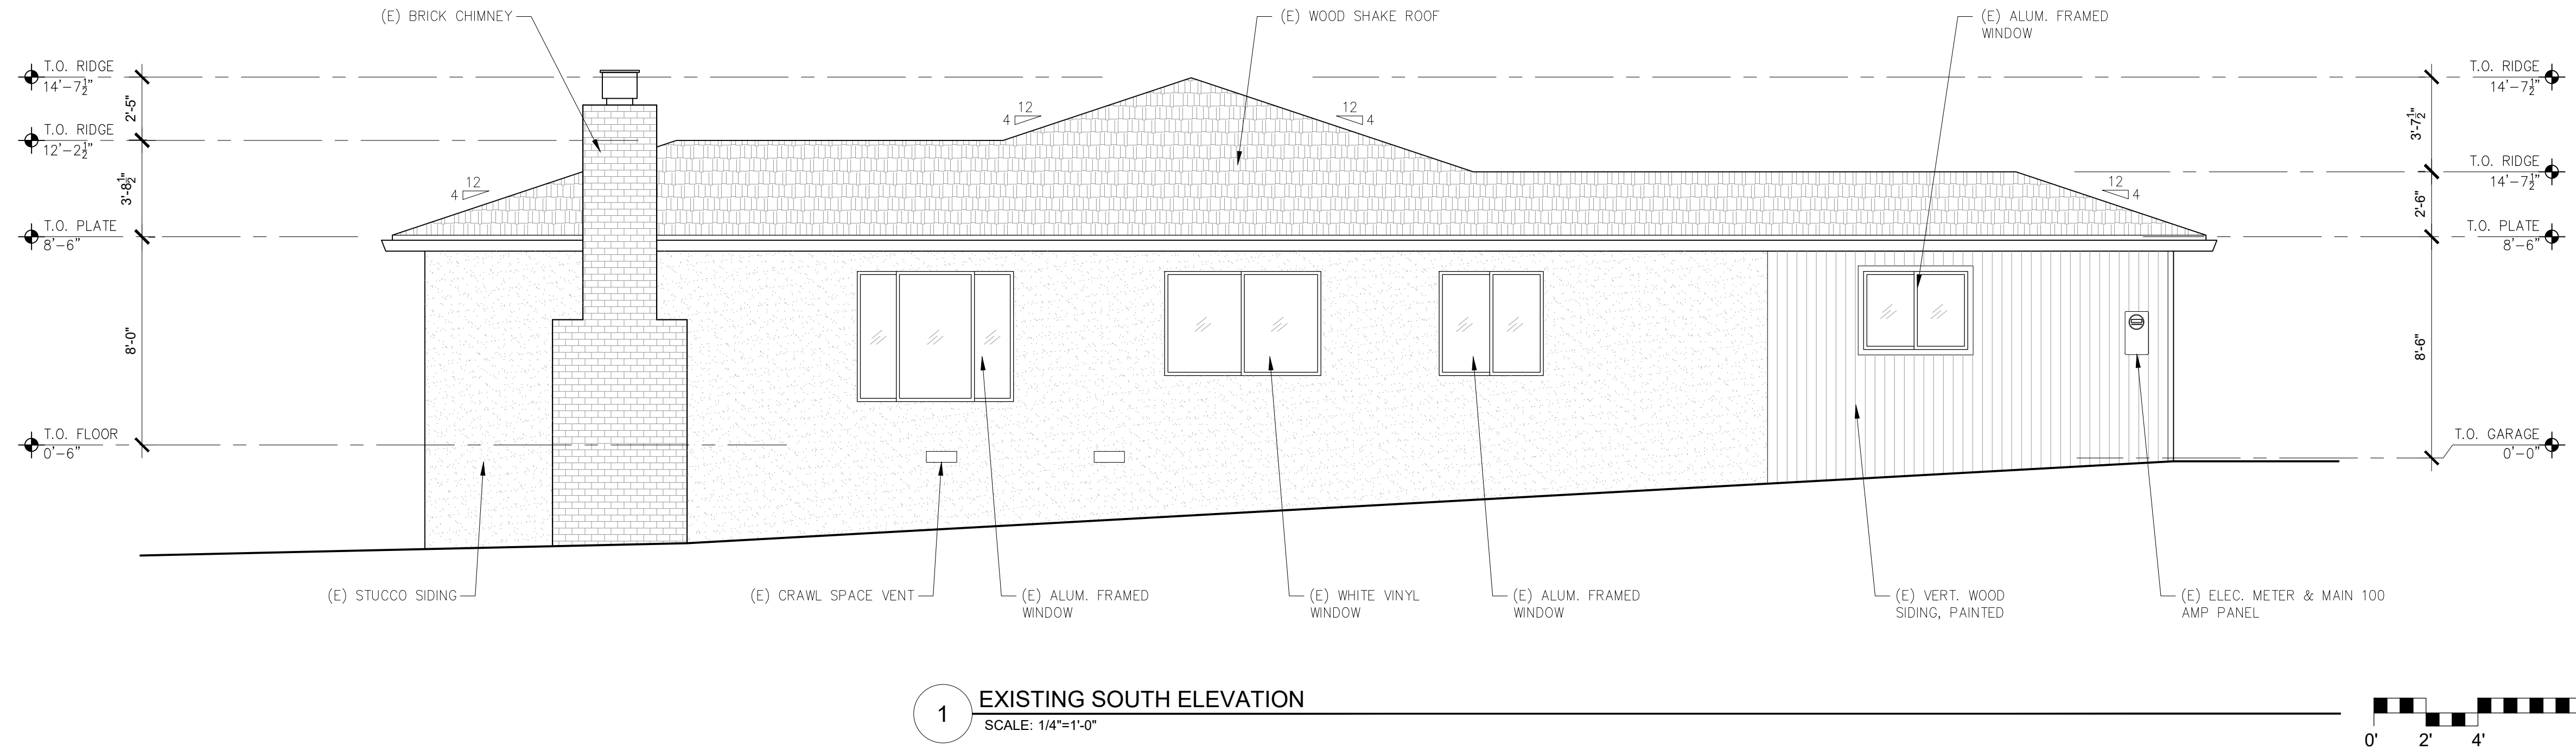 (E) BRICK CHIMNEY
(E) WOOD SHAKE ROOF
(E) ALUM. FRAMED
WINDOW
T.O. RIDGE
14'-7½"
2'-5"
T.O. RIDGE
12'-2½"
3'-8½"
T.O. PLATE
8'-6"
8'-0"
T.O. FLOOR
0'-6"
12
4
12
4
12
4
12
4
T.O. RIDGE
14'-7½"
3'-7½"
T.O. RIDGE
14'-7½"
2'-6"
T.O. PLATE
8'-6"
8'-6"
T.O. GARAGE
0'-0"
(E) STUCCO SIDING
(E) CRAWL SPACE VENT
(E) ALUM. FRAMED
WINDOW
(E) WHITE VINYL
WINDOW
(E) ALUM. FRAMED
WINDOW
(E) VERT. WOOD
SIDING, PAINTED
(E) ELEC. METER & MAIN 100
AMP PANEL
1
EXISTING SOUTH ELEVATION
SCALE: 1/4"=1'-0"
0' 2' 4'